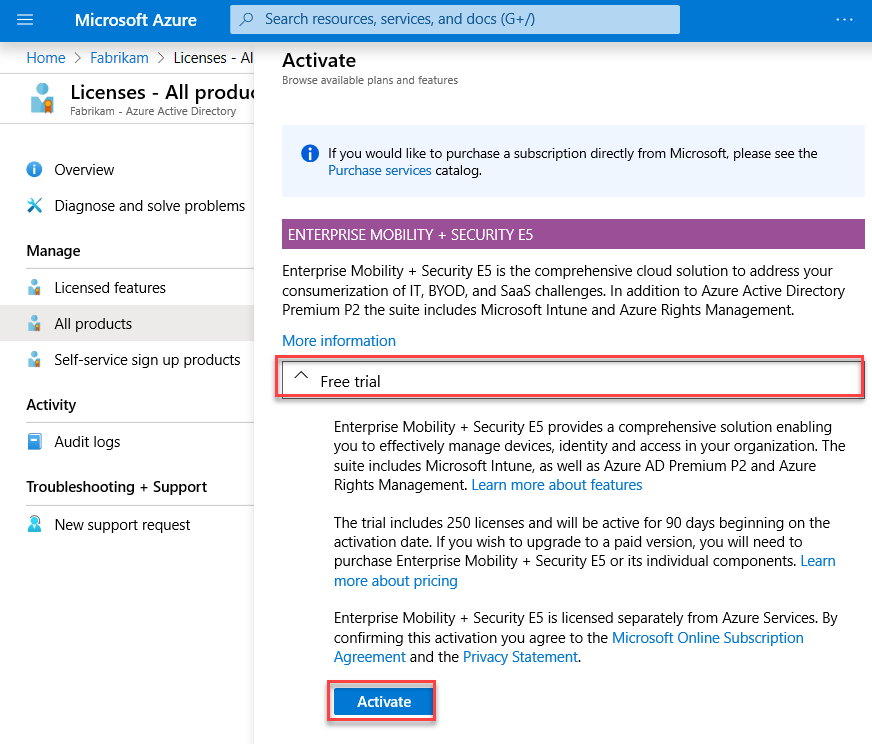 Microsoft Azure
Search resources, services, and docs (G+/)
...
Home > Fabrikam > Licenses - Al
Licenses - All produc
Fabrikam - Azure Active Directory
Overview
Diagnose and solve problems
Manage
Licensed features
All products
Self-service sign up products
Activity
Audit logs
Troubleshooting + Support
New support request
Activate
Browse available plans and features
If you would like to purchase a subscription directly from Microsoft, please see the
Purchase services catalog.
ENTERPRISE MOBILITY + SECURITY E5
Enterprise Mobility + Security E5 is the comprehensive cloud solution to address your
consumerization of IT, BYOD, and SaaS challenges. In addition to Azure Active Directory
Premium P2 the suite includes Microsoft Intune and Azure Rights Management.
More information
Free trial
Enterprise Mobility + Security E5 provides a comprehensive solution enabling
you to effectively manage devices, identity and access in your organization. The
suite includes Microsoft Intune, as well as Azure AD Premium P2 and Azure
Rights Management. Learn more about features
The trial includes 250 licenses and will be active for 90 days beginning on the
activation date. If you wish to upgrade to a paid version, you will need to
purchase Enterprise Mobility + Security E5 or its individual components. Learn
more about pricing
Enterprise Mobility + Security E5 is licensed separately from Azure Services. By
confirming this activation you agree to the Microsoft Online Subscription
Agreement and the Privacy Statement.
Activate